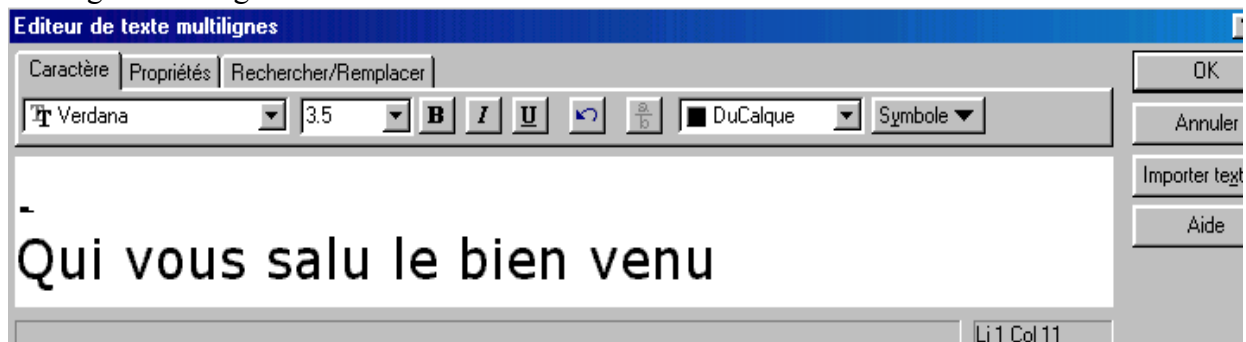 Editeur de texte multilignes
Caractère Propriétés Rechercher/Remplacer OK
Verdana 3.5 B I U a/b DuCalque Symbole Annuler
Importer text
Qui vous salu le bien venu Aide
Li 1 Col 11